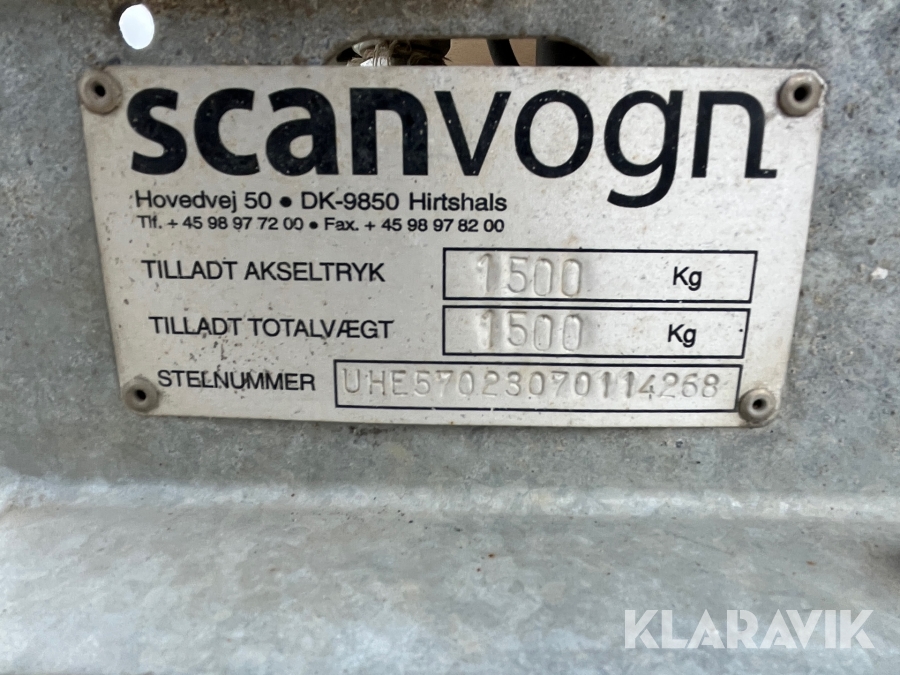 scanvogn
Hovedvej 50 • DK-9850 Hirtshals
Tlf. + 45 98 97 72 00 • Fax. + 45 98 97 82 00
TILLADT AKSELTRYK 1500 Kg
TILLADT TOTALVÆGT 1500 Kg
STELNUMMER UHE57023070114268
KLARAVIK